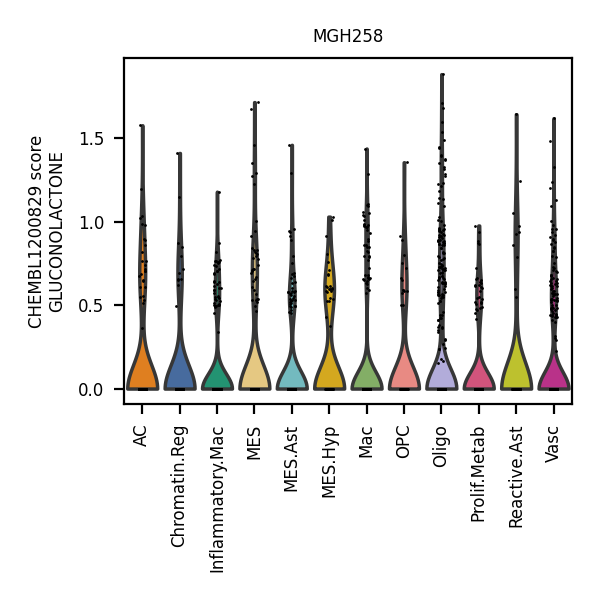 MGH258
CHEMBL1200829 score
GLUCONOLACTONE
1.5
1.0
0.5
0.0
AC
Chromatin.Reg
Inflammatory.Mac
MES
MES.Ast
MES.Hyp
Mac
OPC
Oligo
Prolif.Metab
Reactive.Ast
Vasc